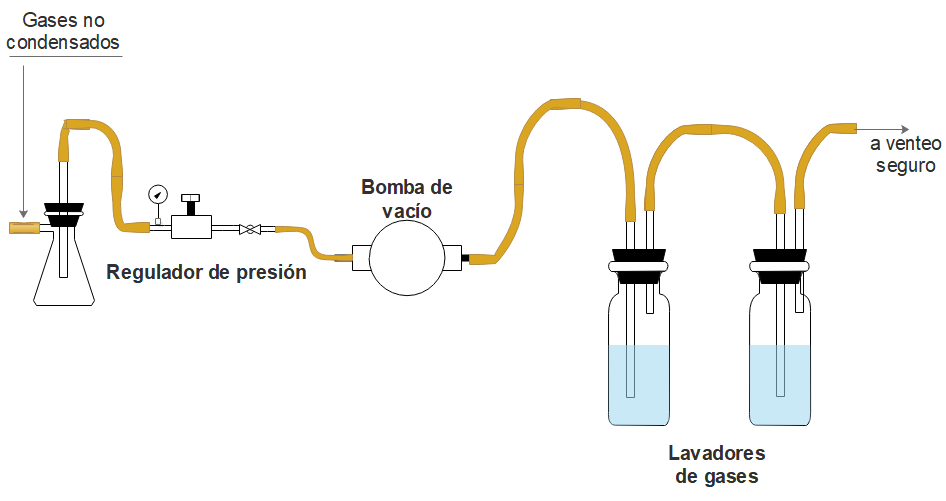 Gases no
condensados
a venteo
seguro
Bomba de
vacío
Regulador de presión
Lavadores
de gases